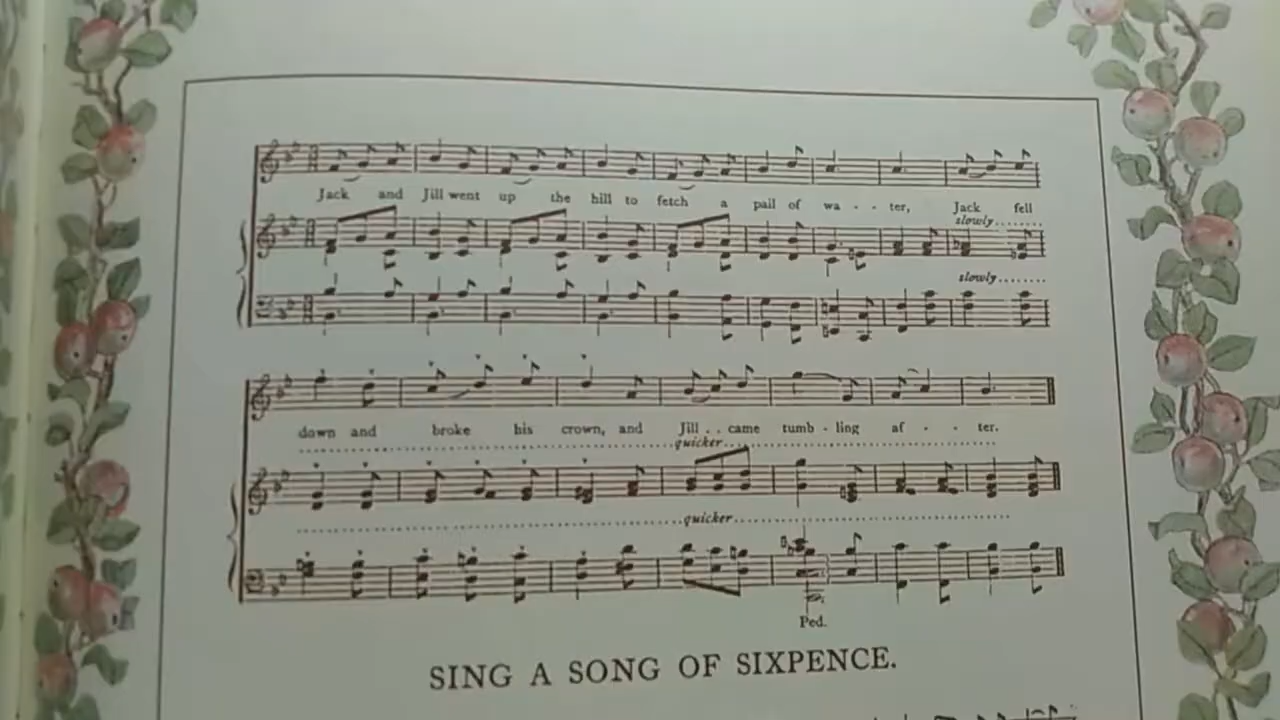 Jack and Jill went up the hill to fetch a pail of wa - - ter, Jack fell
slowly........
slowly........
down and broke his crown, and Jill . . came tumb - ling af - - ter.
quicker
quicker
Ped.
SING A SONG OF SIXPENCE.